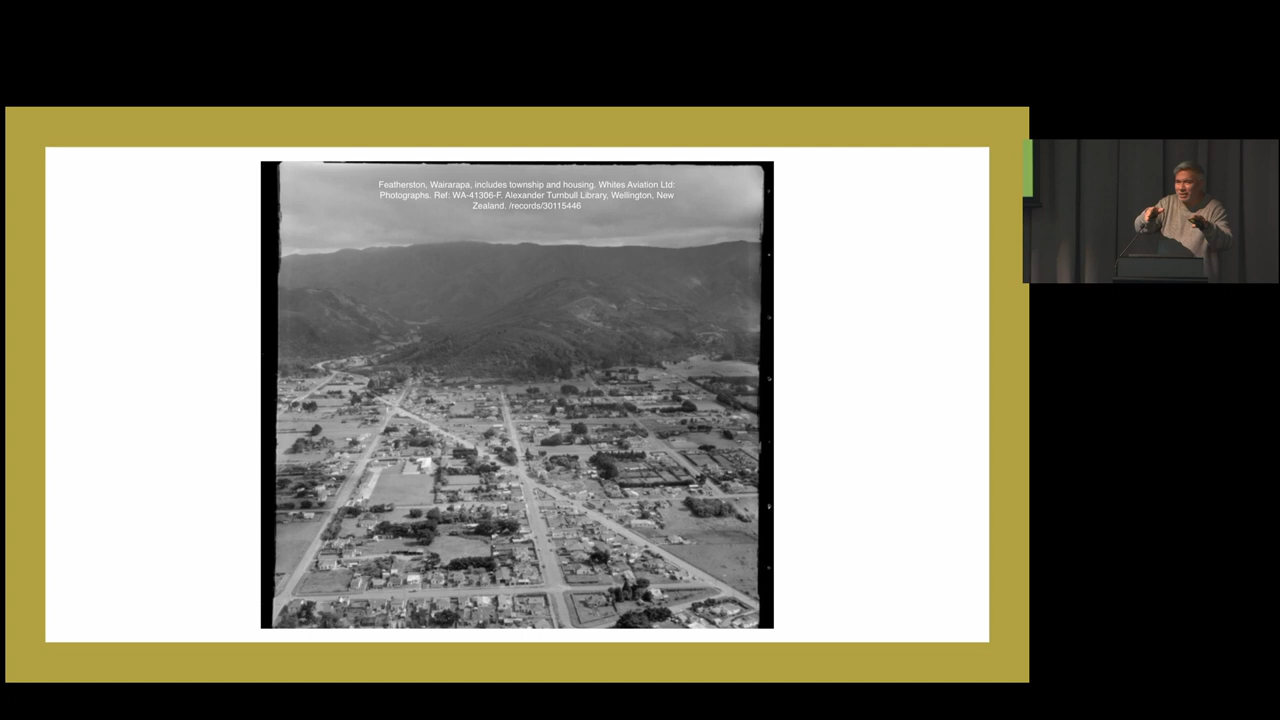 Featherston, Wairarapa, includes township and housing. Whites Aviation Ltd:
Photographs. Ref: WA-41306-F. Alexander Turnbull Library, Wellington, New
Zealand. /records/30115446